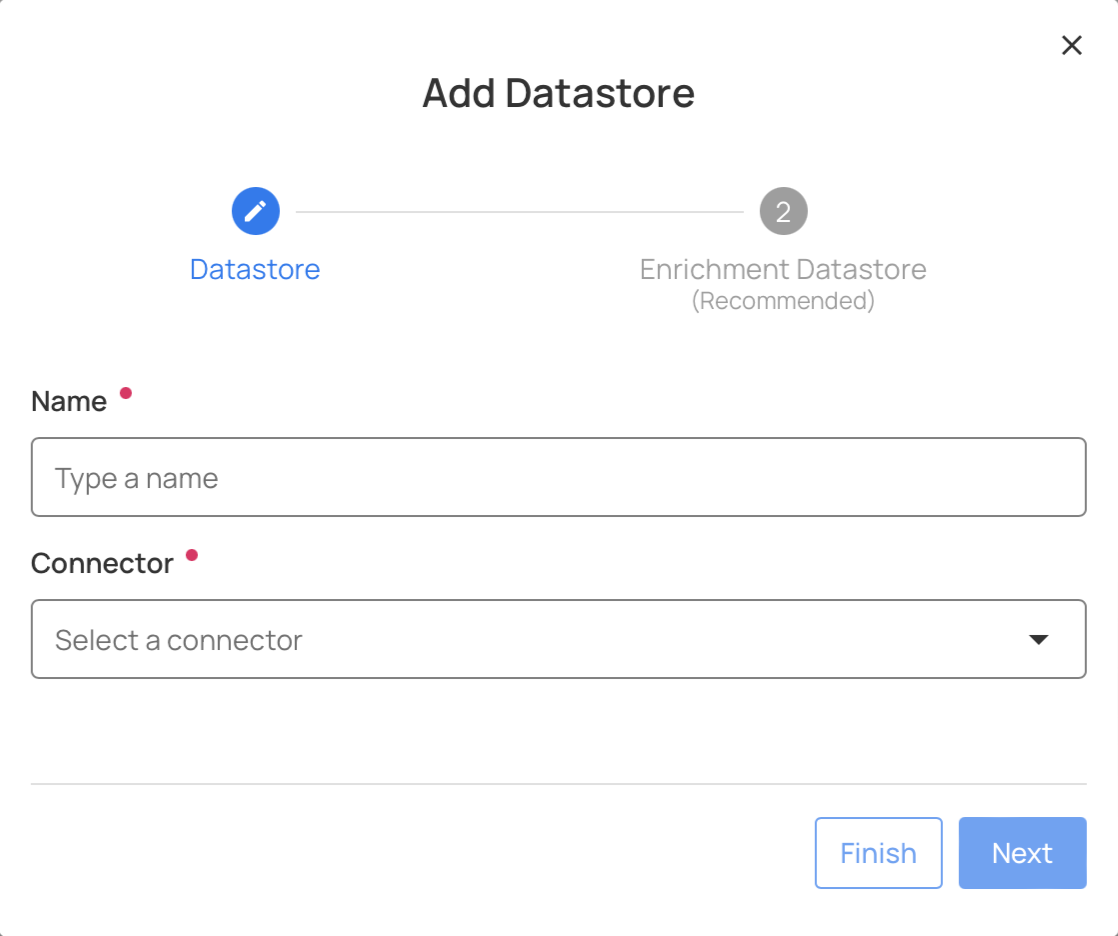 Add Datastore
2
Datastore
Enrichment Datastore
(Recommended)
Name
Type a name
Connector
Select a connector
Finish
Next